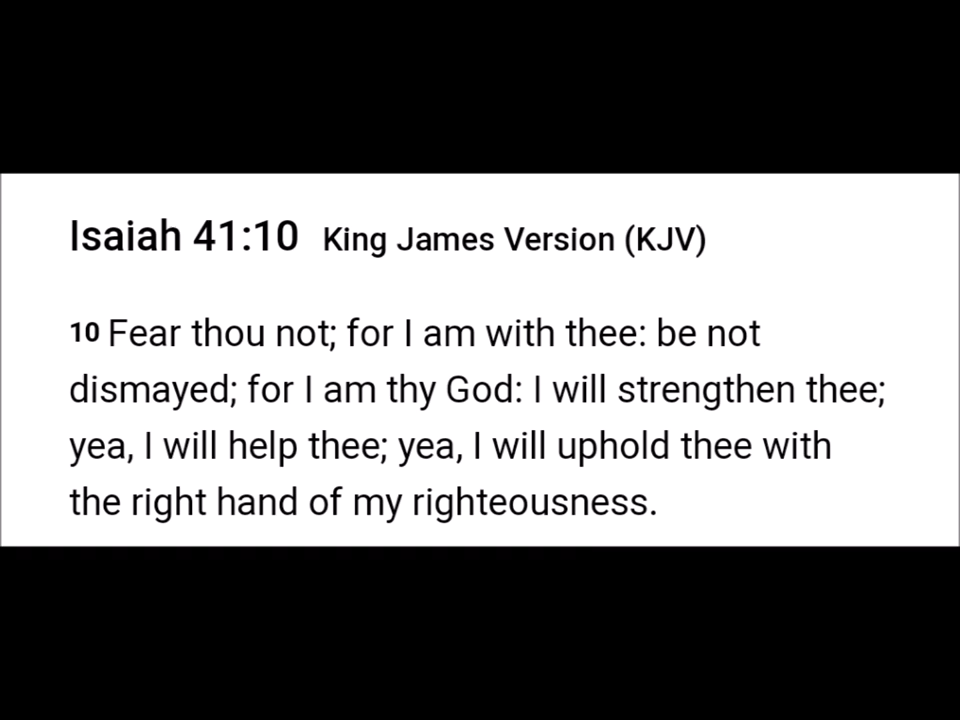 Isaiah 41:10 King James Version (KJV)
10 Fear thou not; for I am with thee: be not
dismayed; for I am thy God: I will strengthen thee;
yea, I will help thee; yea, I will uphold thee with
the right hand of my righteousness.